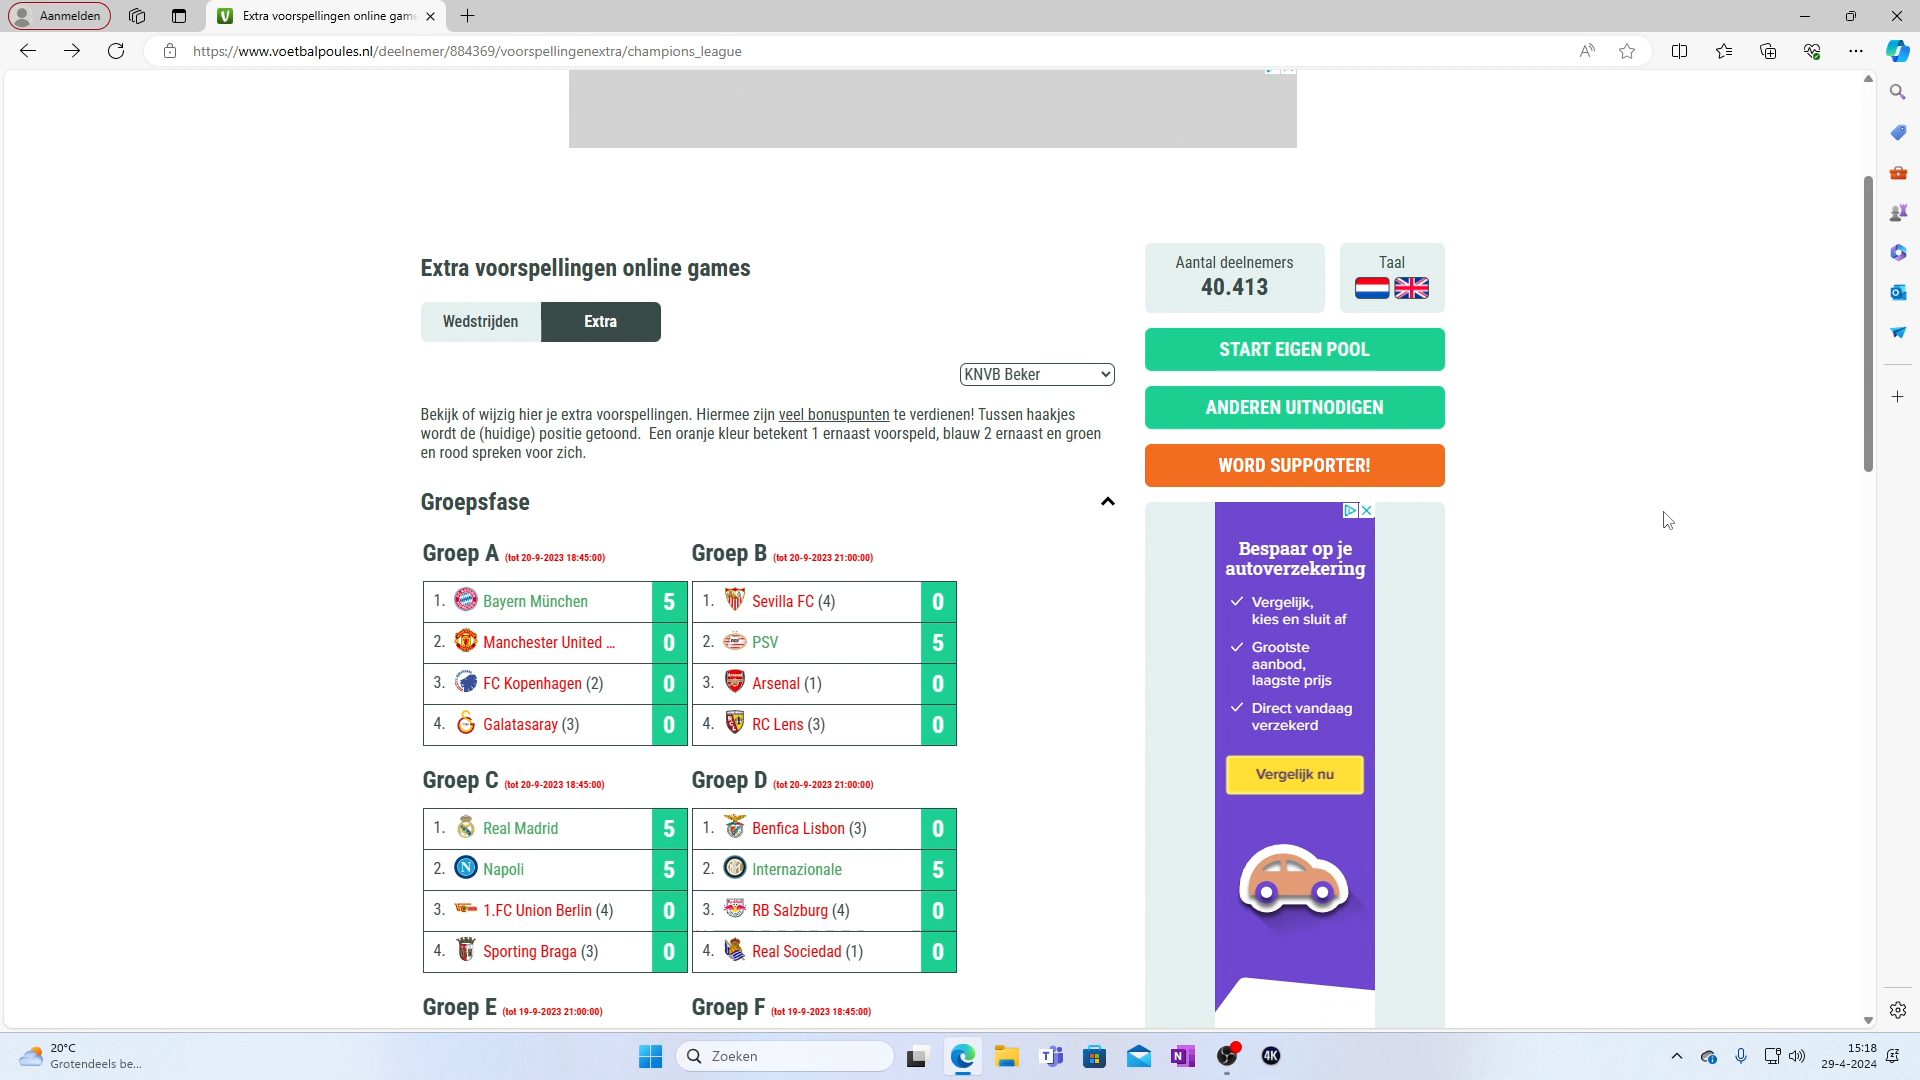 Aanmelden
Extra voorspellingen online game
https://www.voetbalpoules.nl/deelnemer/884369/voorspellingenextra/champions_league
Extra voorspellingen online games
Wedstrijden
Extra
KNVB Beker
Bekijk of wijzig hier je extra voorspellingen. Hiermee zijn veel bonuspunten te verdienen! Tussen haakjes
wordt de (huidige) positie getoond. Een oranje kleur betekent 1 ernaast voorspeld, blauw 2 ernaast en groen
en rood spreken voor zich.
Groepsfase
Groep A (tot 20-9-2023 18:45:00)
1. Bayern München 5
2. Manchester United ... 0
3. FC Kopenhagen (2) 0
4. Galatasaray (3) 0
Groep B (tot 20-9-2023 21:00:00)
1. Sevilla FC (4) 0
2. PSV 5
3. Arsenal (1) 0
4. RC Lens (3) 0
Groep C (tot 20-9-2023 18:45:00)
1. Real Madrid 5
2. Napoli 5
3. 1.FC Union Berlin (4) 0
4. Sporting Braga (3) 0
Groep D (tot 20-9-2023 21:00:00)
1. Benfica Lisbon (3) 0
2. Internazionale 5
3. RB Salzburg (4) 0
4. Real Sociedad (1) 0
Groep E (tot 19-9-2023 21:00:00)
Groep F (tot 19-9-2023 18:45:00)
Aantal deelnemers
40.413
Taal
START EIGEN POOL
ANDEREN UITNODIGEN
WORD SUPPORTER!
Bespaar op je
autoverzekering
Vergelijk,
kies en sluit af
Grootste
aanbod,
laagste prijs
Direct vandaag
verzekerd
Vergelijk nu
20°C
Grotendeels be...
Zoeken
4K
15:18
29-4-2024